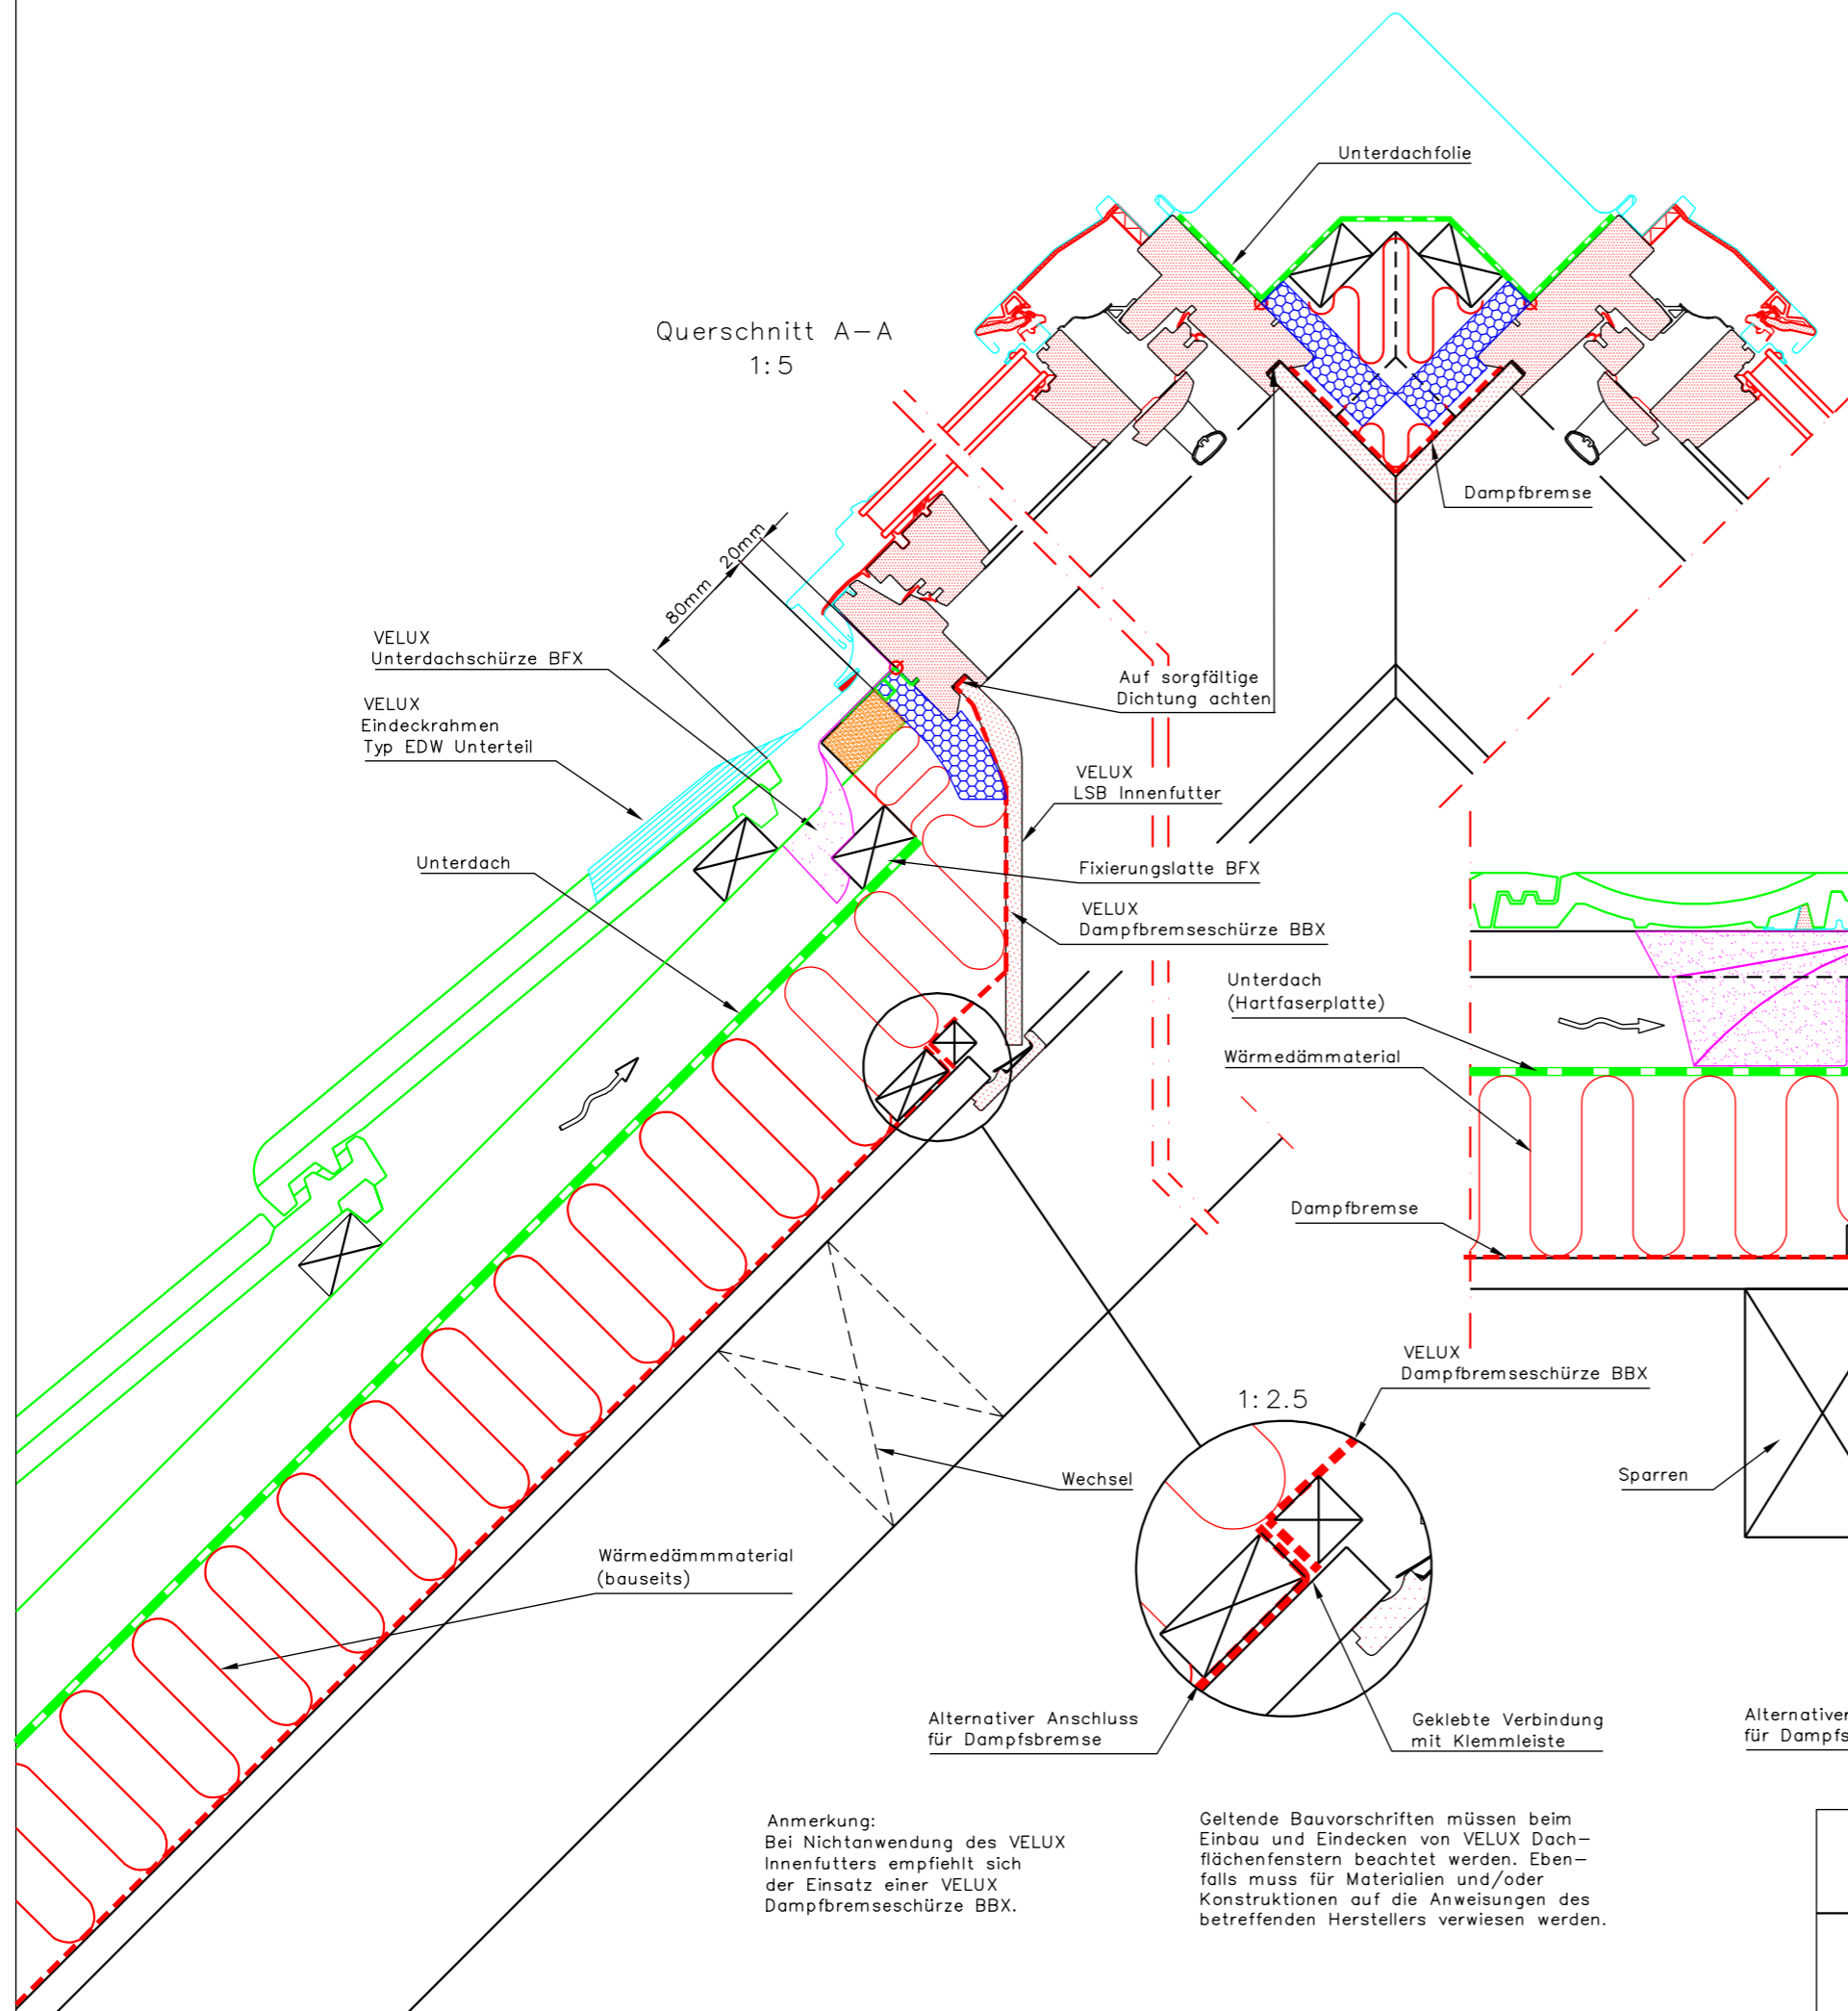 Unterdachfolie
Querschnitt A-A
1:5
Dampfbremse
20mm
80mm
VELUX
Unterdachschürze BFX
VELUX
Eindeckrahmen
Typ EDW Unterteil
Auf sorgfältige
Dichtung achten
VELUX
LSB Innenfutter
Unterdach
Fixierungslatte BFX
VELUX
Dampfbremseschürze BBX
Unterdach
(Hartfaserplatte)
Wärmedämmaterial
Dampfbremse
VELUX
Dampfbremseschürze BBX
1:2.5
Wechsel
Sparren
Wärmedämmmaterial
(bauseits)
Alternativer Anschluss
für Dampfsbremse
Geklebte Verbindung
mit Klemmleiste
Alternativer
für Dampfs
Anmerkung:
Bei Nichtanwendung des VELUX
Innenfutters empfiehlt sich
der Einsatz einer VELUX
Dampfbremseschürze BBX.
Geltende Bauvorschriften müssen beim
Einbau und Eindecken von VELUX Dach-
flächenfenstern beachtet werden. Eben-
falls muss für Materialien und/oder
Konstruktionen auf die Anweisungen des
betreffenden Herstellers verwiesen werden.